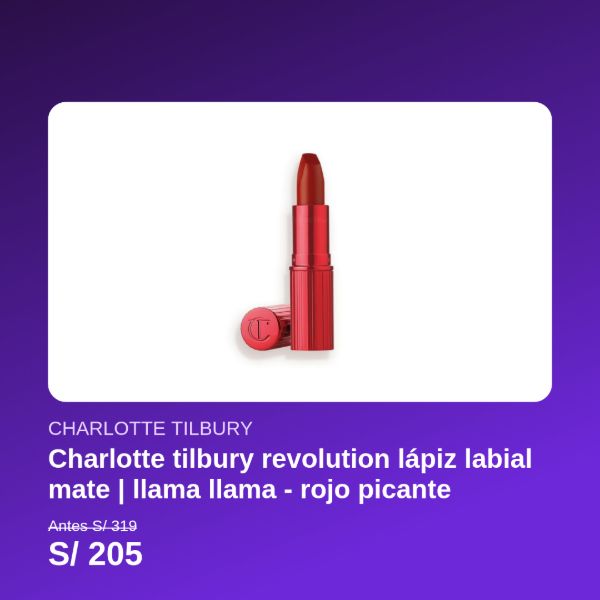 CHARLOTTE TILBURY
Charlotte tilbury revolution lápiz labial
mate | llama llama - rojo picante
Antes S/ 319
S/ 205